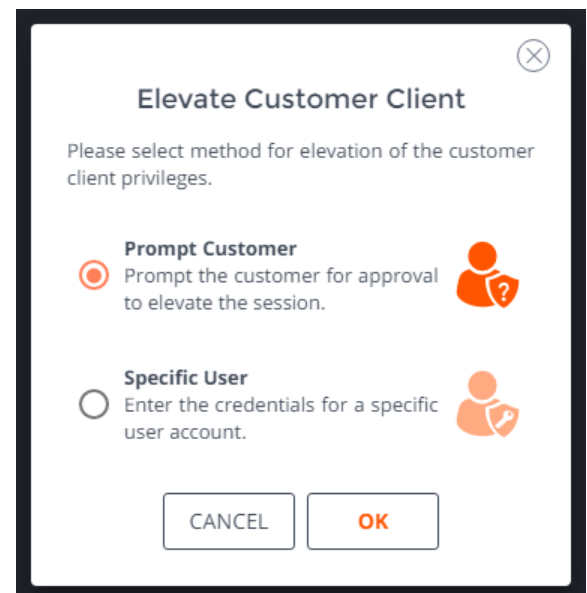 Elevate Customer Client
Please select method for elevation of the customer
client privileges.
Prompt Customer
Prompt the customer for approval
to elevate the session.
?
Specific User
Enter the credentials for a specific
user account.
CANCEL
OK